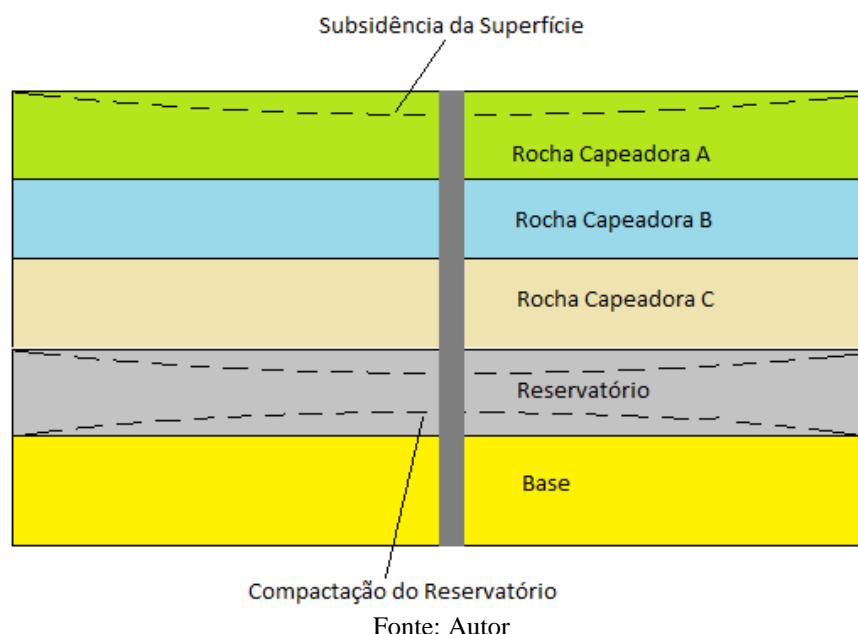 Subsidência da Superfície
Rocha Capeadora A
Rocha Capeadora B
Rocha Capeadora C
Reservatório
Base
Compactação do Reservatório
Fonte: Autor